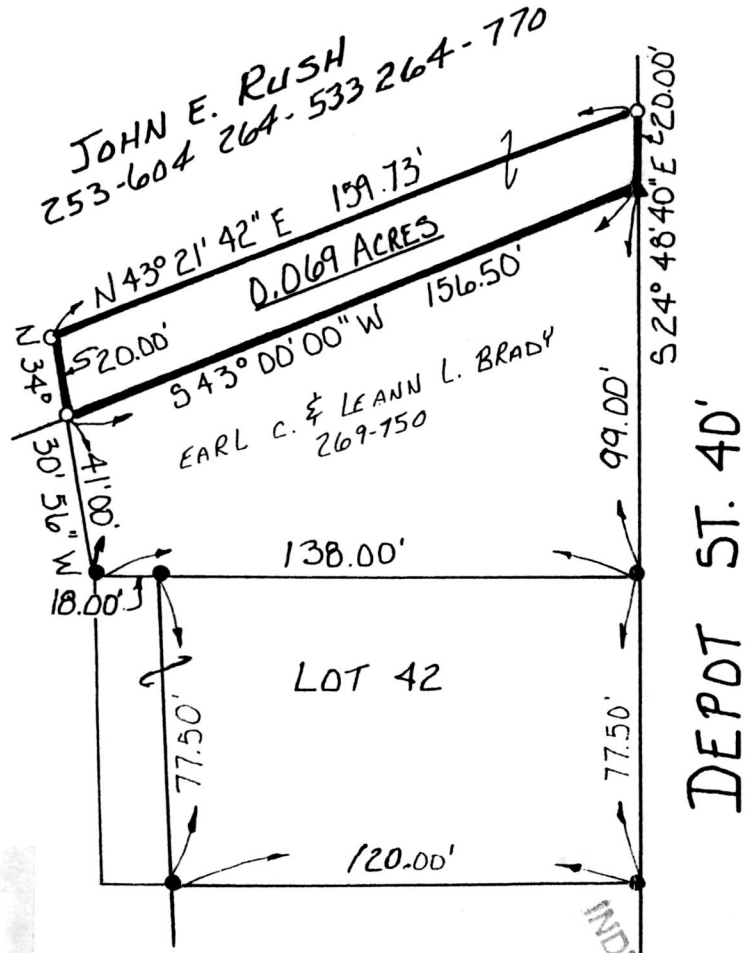 JOHN E. RUSH
253-604 264-533 264-770
N 43° 21' 42" E 159.73'
0.069 ACRES
S 43° 00' 00" W 156.50'
20.00'
N 34° 30' 56" W
41.00'
S 24° 48' 40" E 20.00'
EARL C. & LEANN L. BRADY
269-750
99.00'
138.00'
18.00'
LOT 42
77.50'
77.50'
120.00'
DEPOT ST. 40'